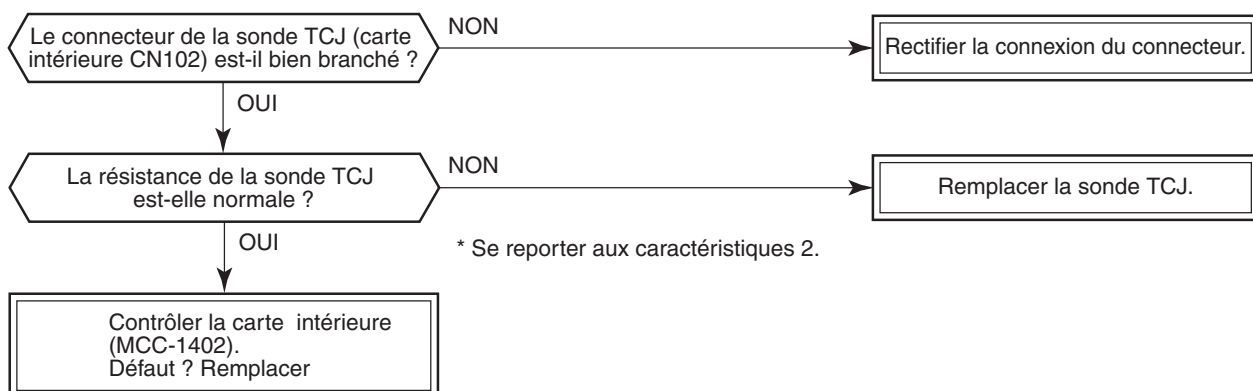 Le connecteur de la sonde TCJ (carte
intérieure CN102) est-il bien branché ?
NON
Rectifier la connexion du connecteur.
OUI
La résistance de la sonde TCJ
est-elle normale ?
NON
Remplacer la sonde TCJ.
OUI
* Se reporter aux caractéristiques 2.
Contrôler la carte intérieure
(MCC-1402).
Défaut ? Remplacer